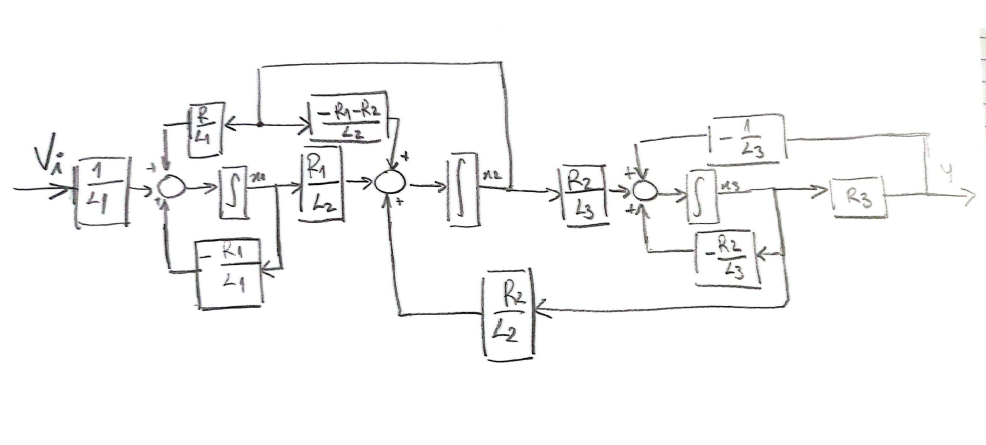 Vi
1/L1
+
+
R/L1
∫
x1
-R1/L1
R1/L2
-R1-R2/L2
+
+
∫
x2
R2/L3
+
+
∫
x3
-1/L3
-R2/L3
R3
y
R2/L2